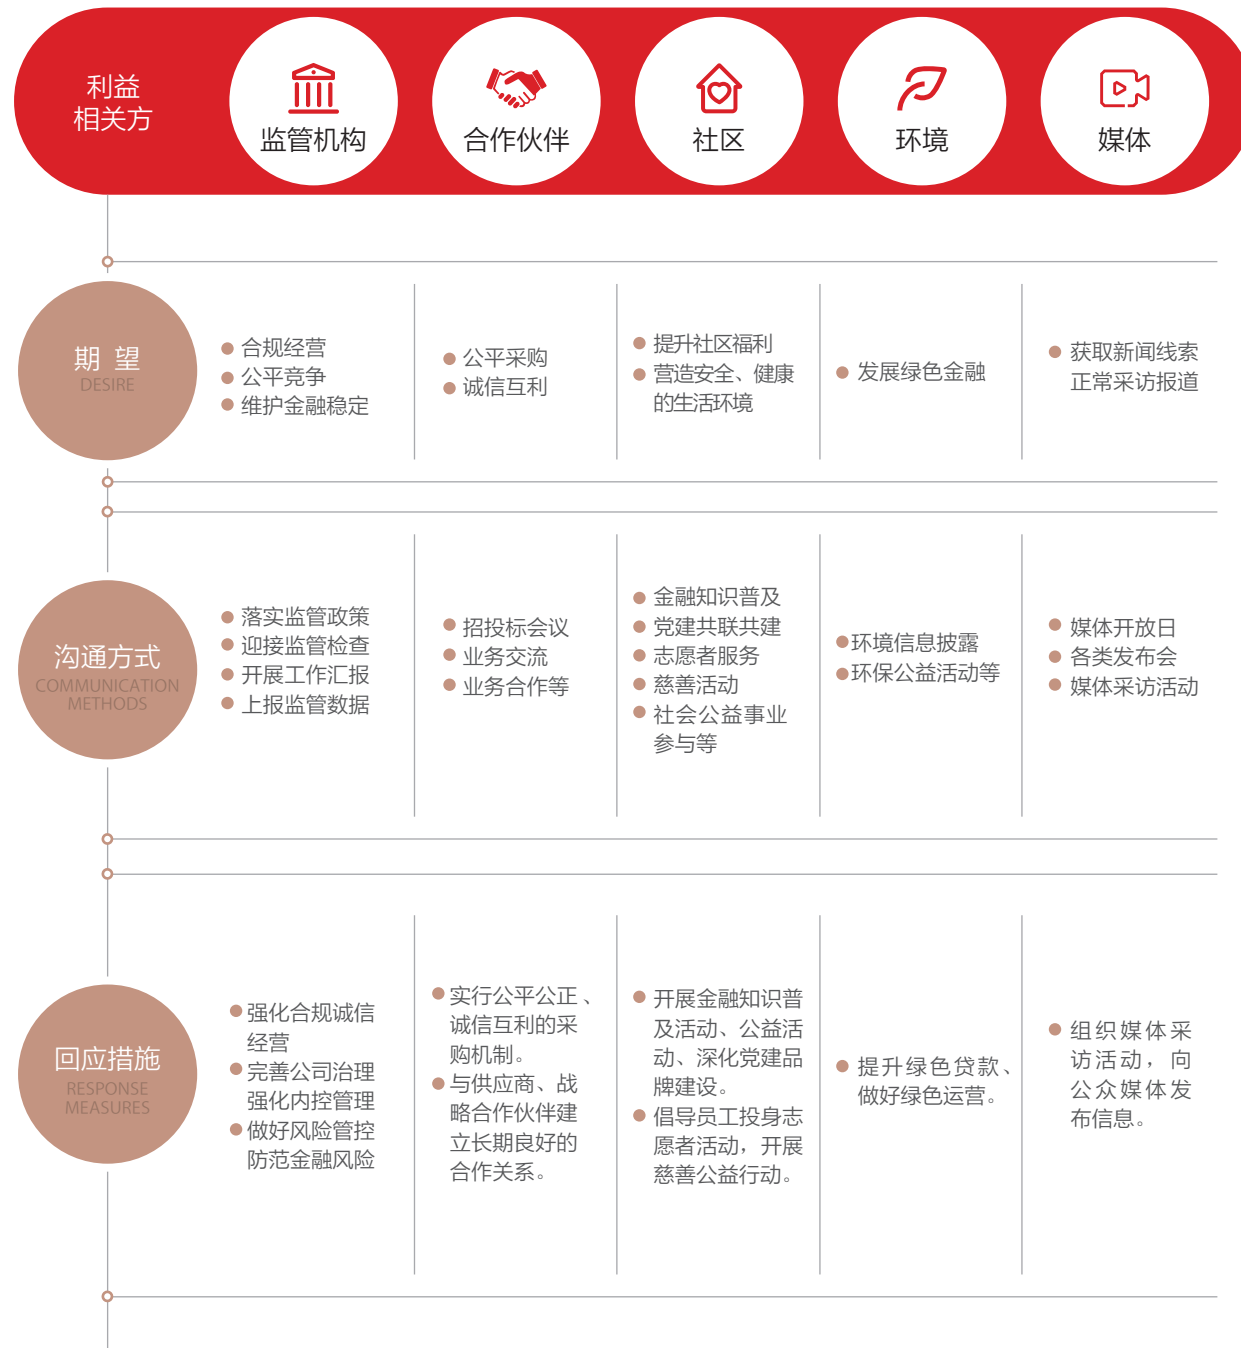 利益
相关方
监管机构
合作伙伴
社区
环境
媒体
期 望
DESIRE
合规经营
公平竞争
维护金融稳定
公平采购
诚信互利
提升社区福利
营造安全、健康
的生活环境
发展绿色金融
获取新闻线索
正常采访报道
沟通方式
COMMUNICATION
METHODS
落实监管政策
迎接监管检查
开展工作汇报
上报监管数据
招投标会议
业务交流
业务合作等
金融知识普及
党建共联共建
志愿者服务
慈善活动
社会公益事业
参与等
环境信息披露
环保公益活动等
媒体开放日
各类发布会
媒体采访活动
回应措施
RESPONSE
MEASURES
强化合规诚信
经营
完善公司治理
强化内控管理
做好风险管控
防范金融风险
实行公平公正、
诚信互利的采
购机制。
与供应商、战
略合作伙伴建
立长期良好的
合作关系。
开展金融知识普
及活动、公益活
动、深化党建品
牌建设。
倡导员工投身志
愿者活动，开展
慈善公益行动。
提升绿色贷款、
做好绿色运营。
组织媒体采
访活动，向
公众媒体发
布信息。